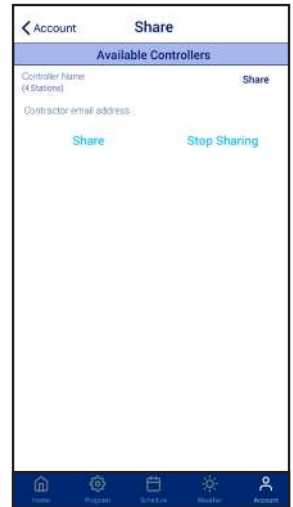 Account Share
Available Controllers
Controller Name Share
(4 Stations)
Contractor email address
Share Stop Sharing
Home Program Schedule Weather Account